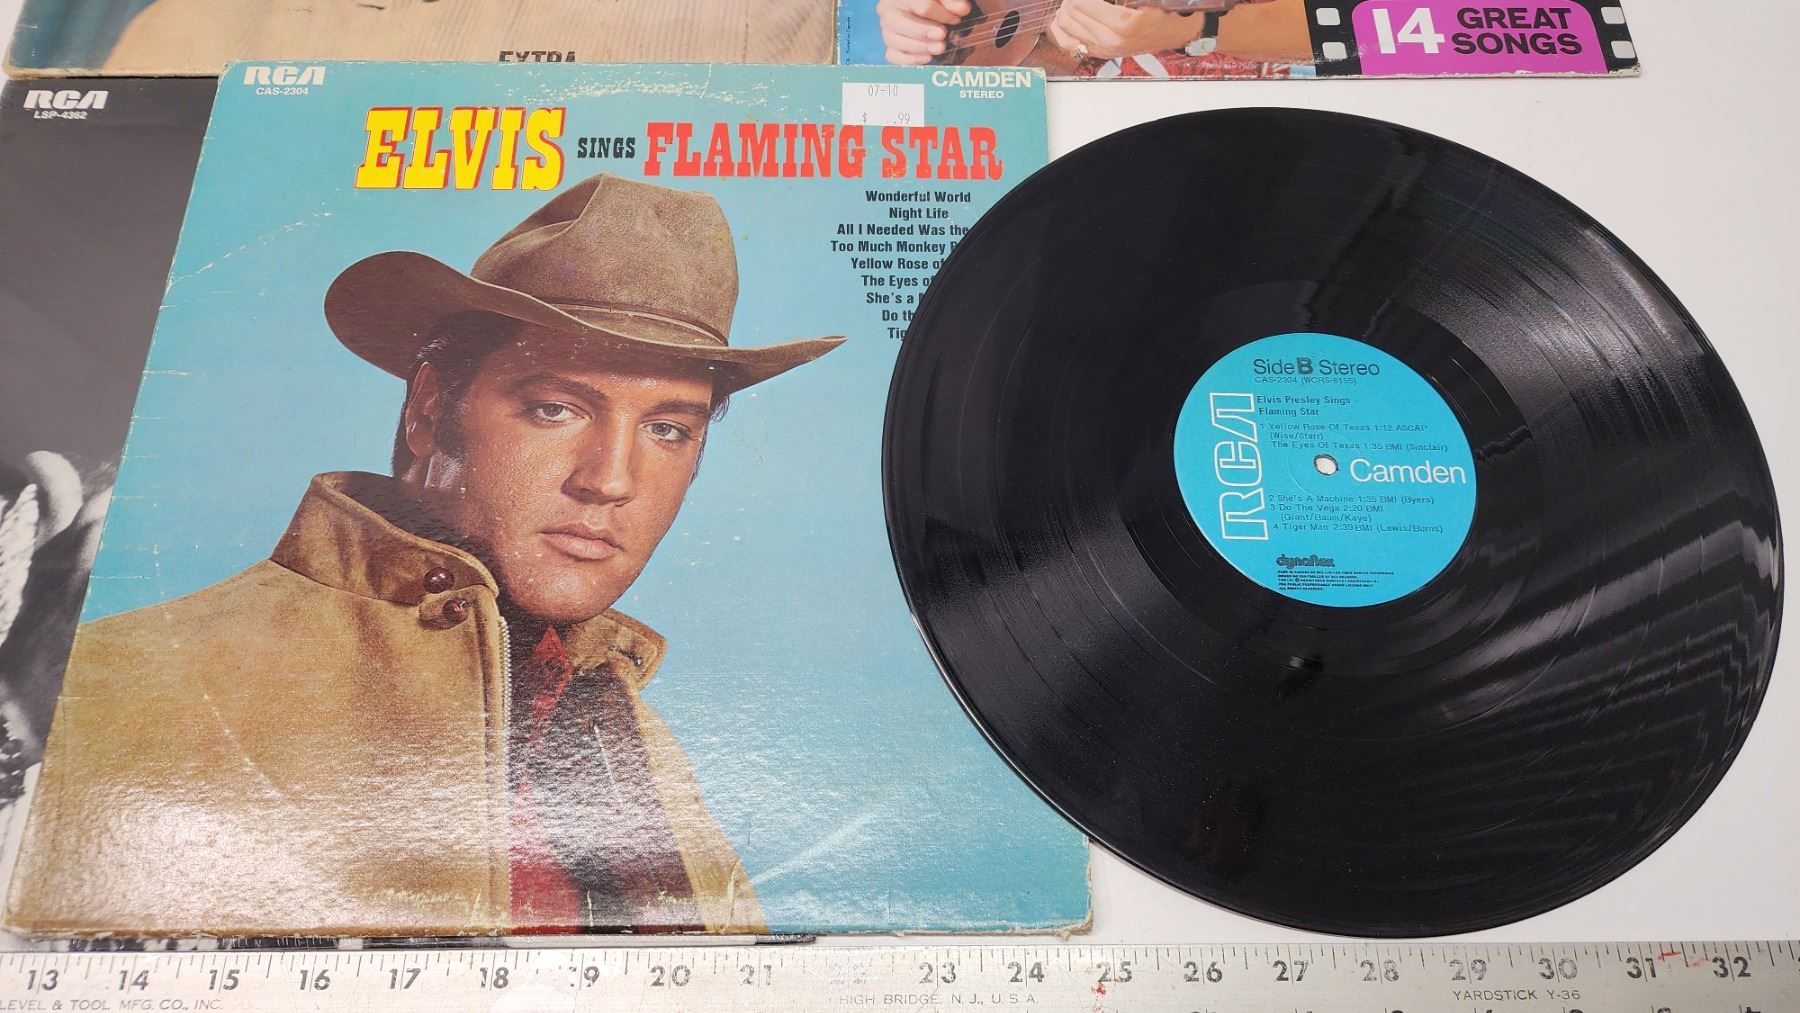 EXTRA
14 GREAT
SONGS
RCA
LSP-4362
RCA
CAS-2304
07-10
$ .99
CAMDEN
STEREO
ELVIS SINGS FLAMING STAR
Wonderful World
Night Life
All I Needed Was the
Too Much Monkey
Yellow Rose of
The Eyes of
She's a
Do th
Tig
Side B Stereo
CAS-2304 (WCRS-6155)
Elvis Presley Sings
Flaming Star
1 Yellow Rose Of Texas 1:12 ASCAP
(Wise/Starr)
The Eyes Of Texas 1:35 BMI (Sinclair)
RCA Camden
2 She's A Machine 1:35 BMI (Byers)
3 Do The Vega 2:20 BMI
(Giant/Baum/Kaye)
4 Tiger Man 2:39 BMI (Lewis/Burns)
dynaflex
13 14 15 16 17 18 19 20 21 23 24 25 26 27 28 29 30 31 32
LEVEL & TOOL MFG. CO., INC. HIGH BRIDGE, N. J., U. S. A. YARDSTICK Y-36